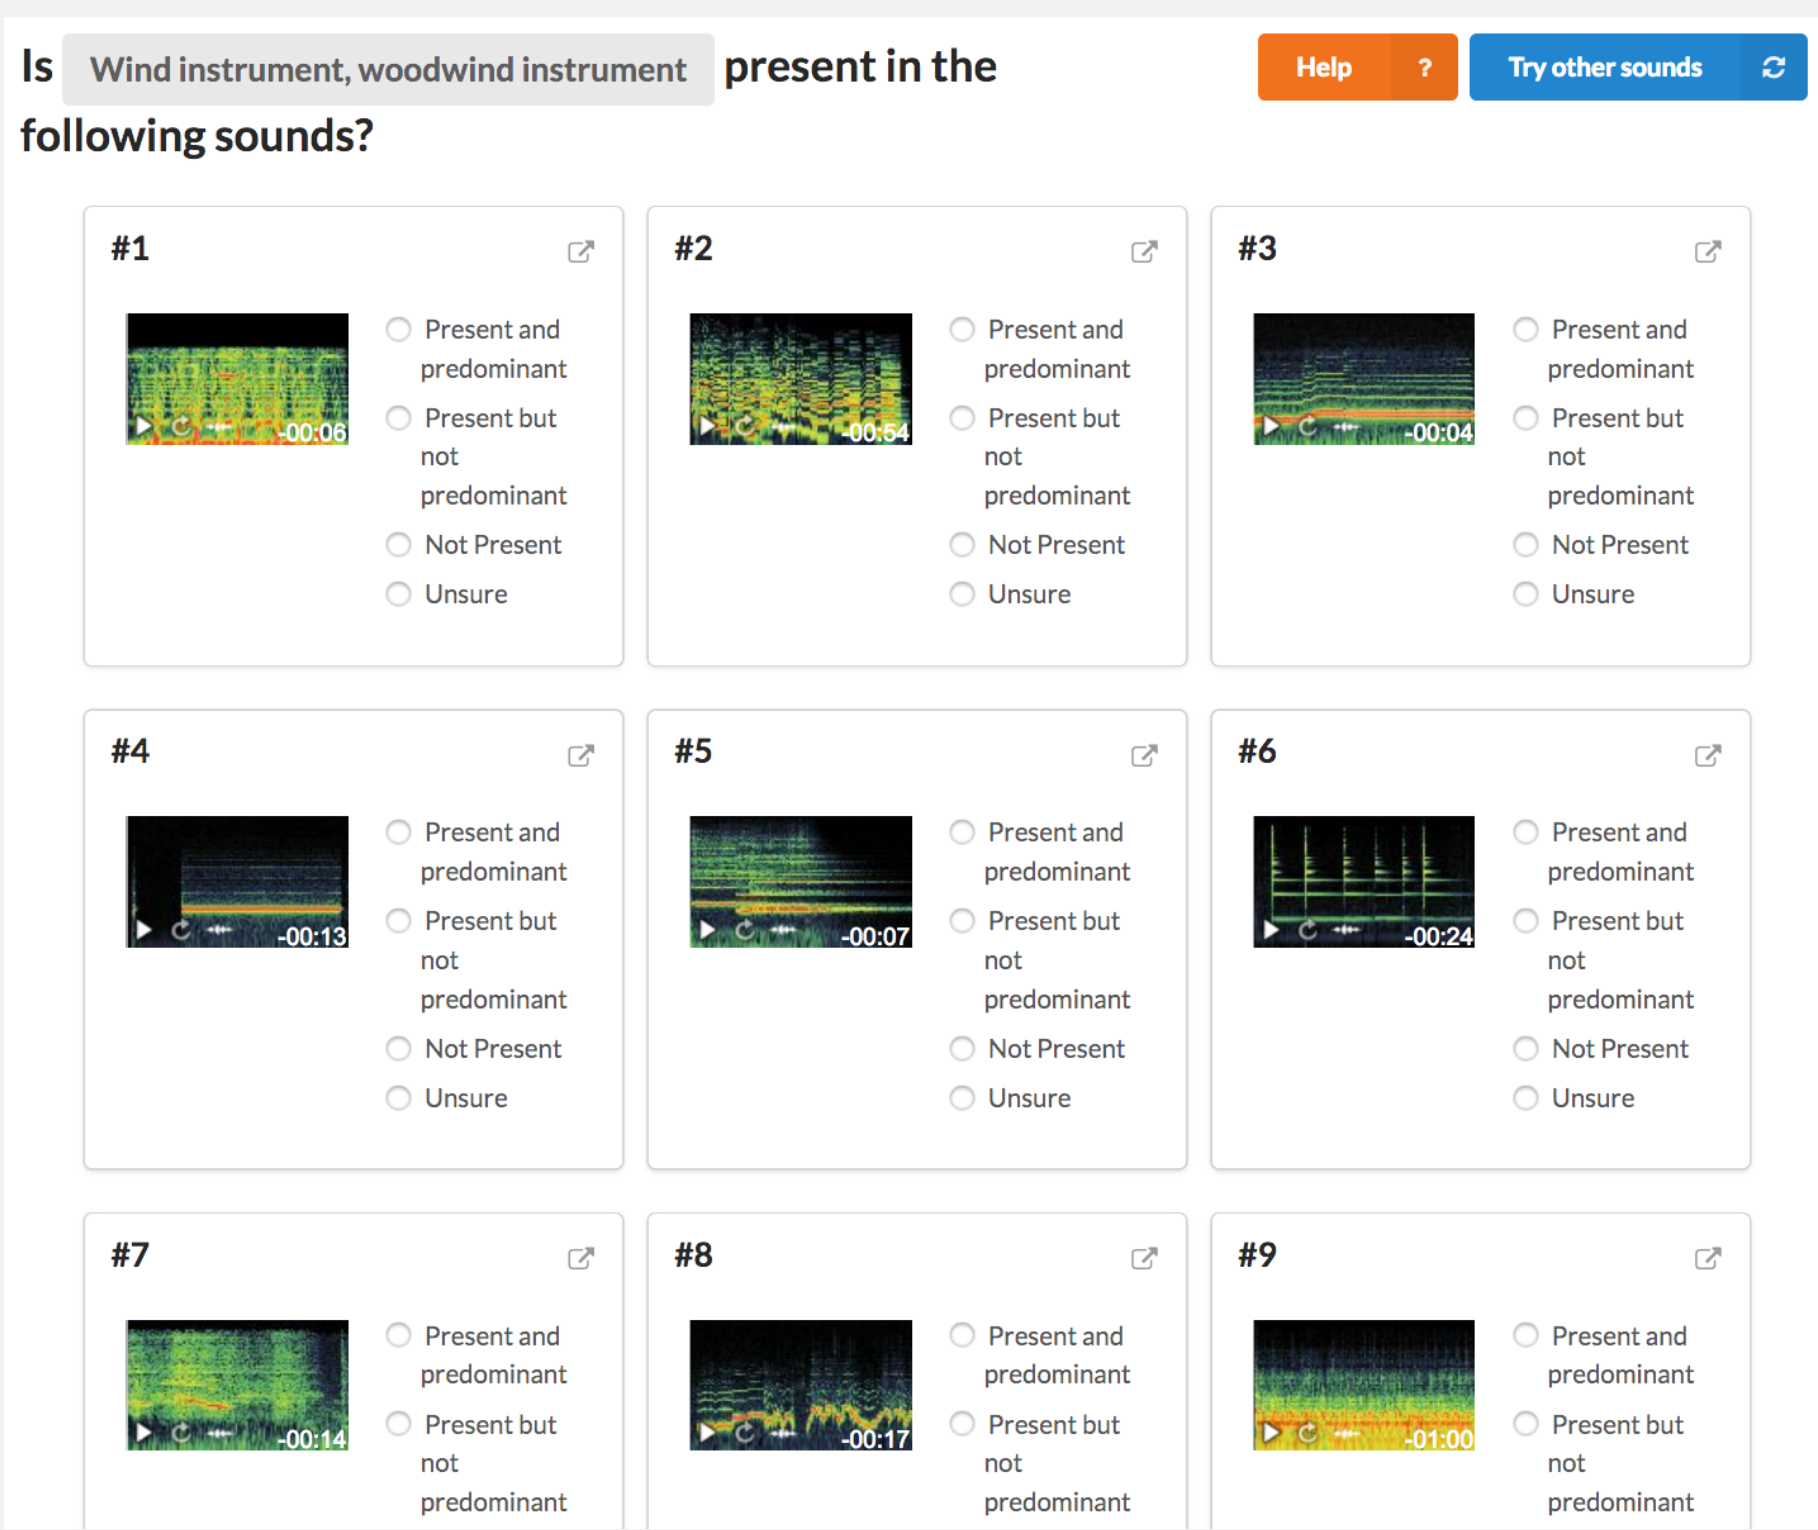 Is Wind instrument, woodwind instrument present in the
following sounds?
Help ?
Try other sounds
#1
-00:06
Present and
predominant
Present but
not
predominant
Not Present
Unsure
#2
-00:54
Present and
predominant
Present but
not
predominant
Not Present
Unsure
#3
-00:04
Present and
predominant
Present but
not
predominant
Not Present
Unsure
#4
-00:13
Present and
predominant
Present but
not
predominant
Not Present
Unsure
#5
-00:07
Present and
predominant
Present but
not
predominant
Not Present
Unsure
#6
-00:24
Present and
predominant
Present but
not
predominant
Not Present
Unsure
#7
-00:14
Present and
predominant
Present but
not
predominant
#8
-00:17
Present and
predominant
Present but
not
predominant
#9
-01:00
Present and
predominant
Present but
not
predominant